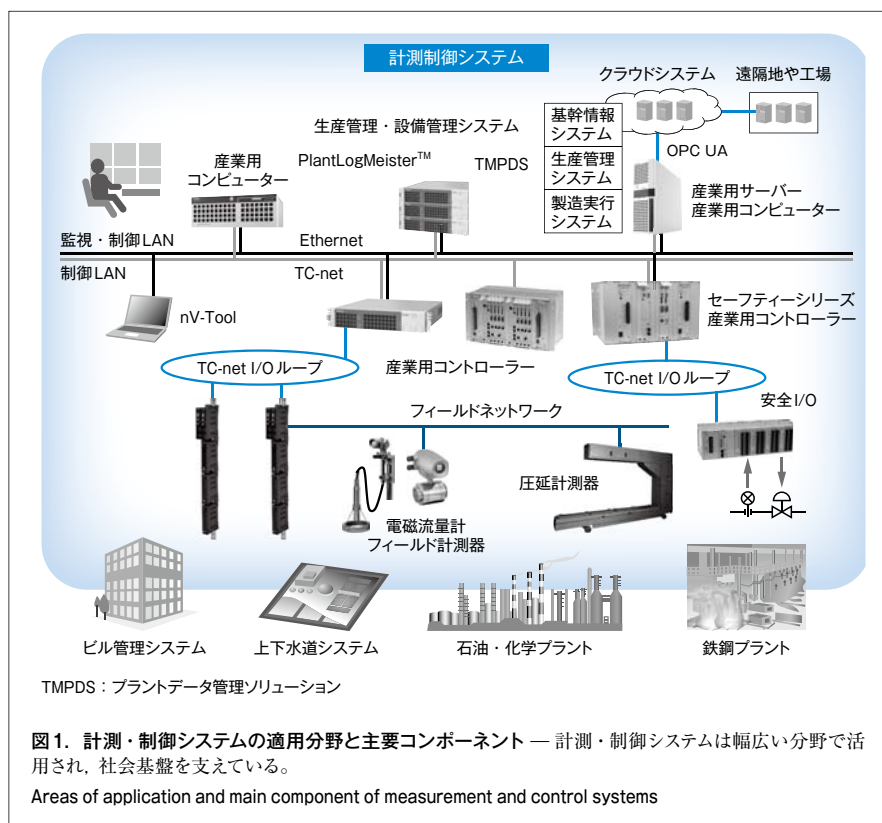 計測制御システム
クラウドシステム
遠隔地や工場
基幹情報
システム
生産管理
システム
製造実行
システム
OPC UA
生産管理・設備管理システム
PlantLogMeister™
TMPDS
産業用
コンピューター
産業用サーバー
産業用コンピューター
監視・制御LAN
Ethernet
制御LAN
TC-net
nV-Tool
産業用コントローラー
セーフティーシリーズ
産業用コントローラー
TC-net I/Oループ
TC-net I/Oループ
フィールドネットワーク
安全I/O
電磁流量計
フィールド計測器
圧延計測器
ビル管理システム
上下水道システム
石油・化学プラント
鉄鋼プラント
TMPDS：プラントデータ管理ソリューション
図1. 計測・制御システムの適用分野と主要コンポーネント — 計測・制御システムは幅広い分野で活
用され，社会基盤を支えている。
Areas of application and main component of measurement and control systems